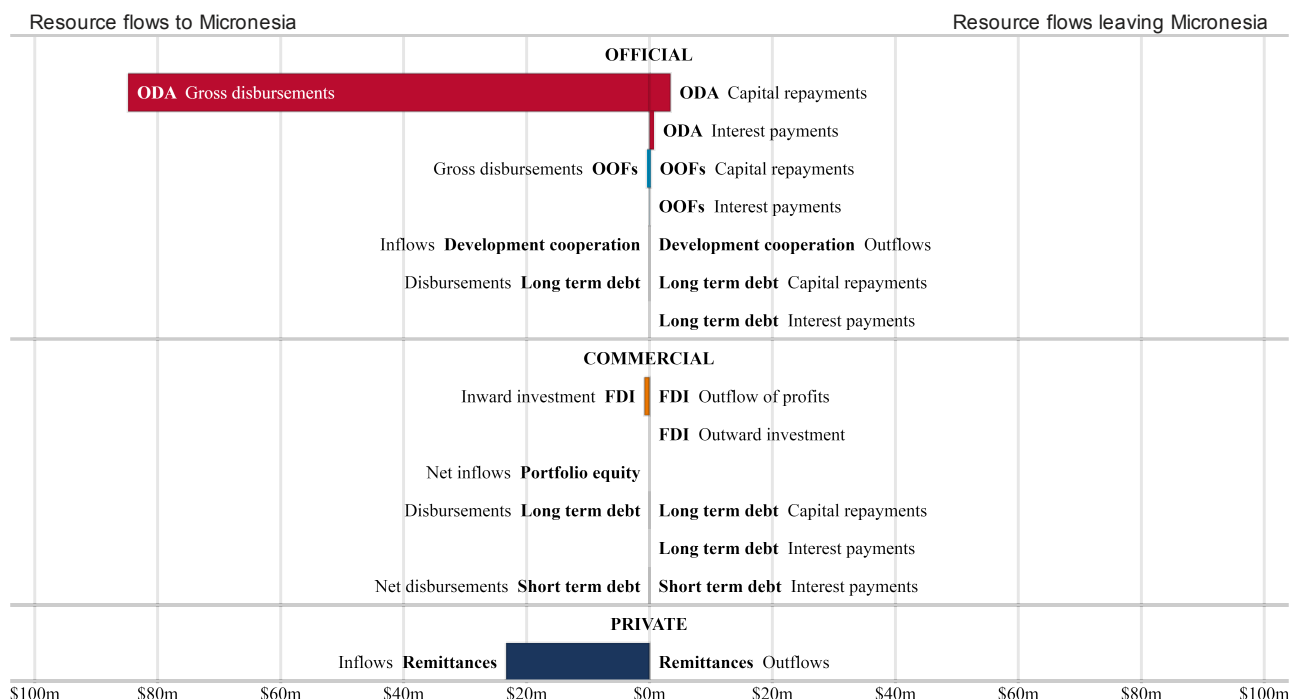 Resource flows to Micronesia Resource flows leaving Micronesia
OFFICIAL
ODA Gross disbursements ODA Capital repayments
ODA Interest payments
Gross disbursements OOFs OOFs Capital repayments
OOFs Interest payments
Inflows Development cooperation Development cooperation Outflows
Disbursements Long term debt Long term debt Capital repayments
Long term debt Interest payments
COMMERCIAL
Inward investment FDI FDI Outflow of profits
FDI Outward investment
Net inflows Portfolio equity
Disbursements Long term debt Long term debt Capital repayments
Long term debt Interest payments
Net disbursements Short term debt Short term debt Interest payments
PRIVATE
Inflows Remittances Remittances Outflows
$100m $80m $60m $40m $20m $0m $20m $40m $60m $80m $100m